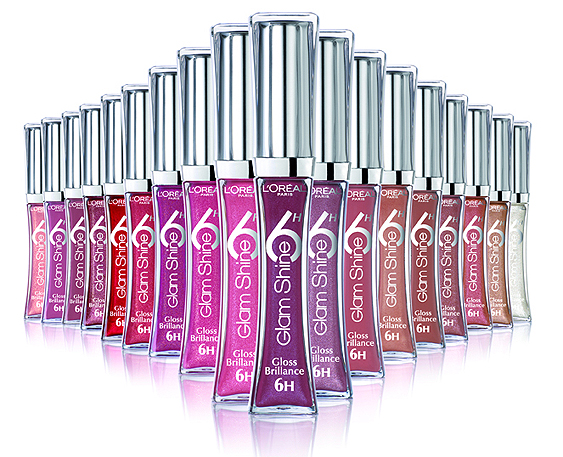 L'ORÉAL
PARIS
6H
Glam Shine
Gloss
Brillance
6H